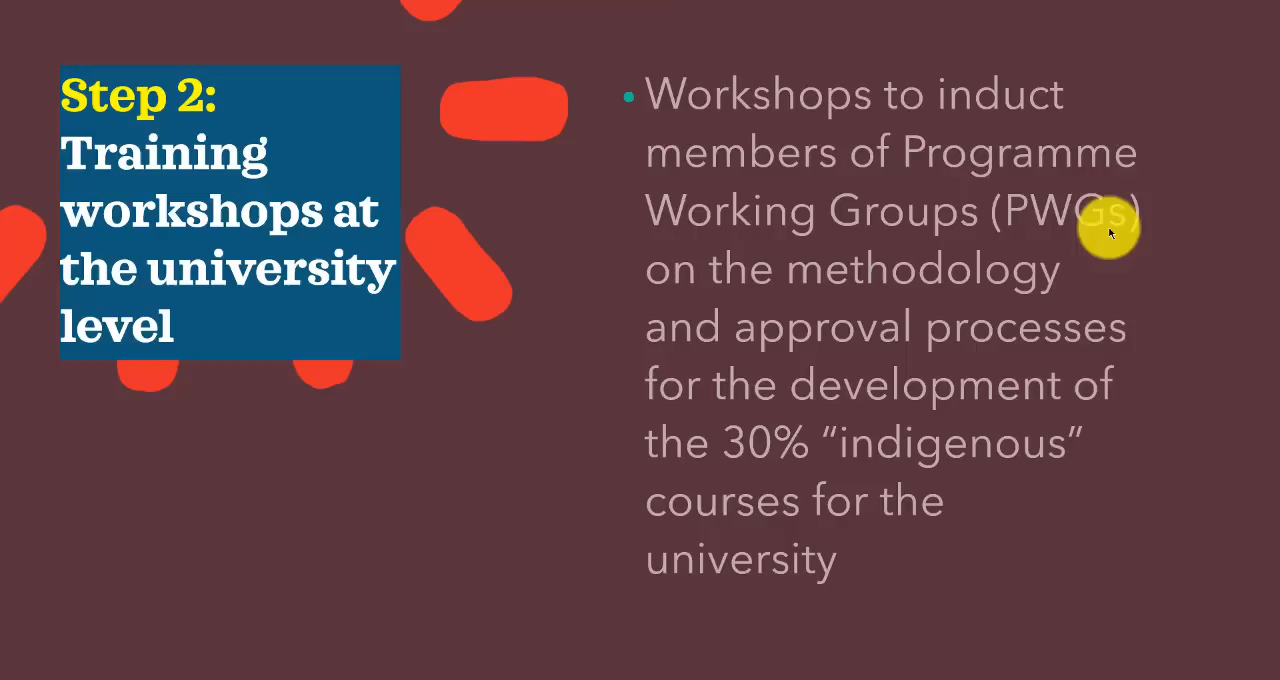 Step 2:
Training
workshops at
the university
level
• Workshops to induct
members of Programme
Working Groups (PWGs)
on the methodology
and approval processes
for the development of
the 30% “indigenous”
courses for the
university